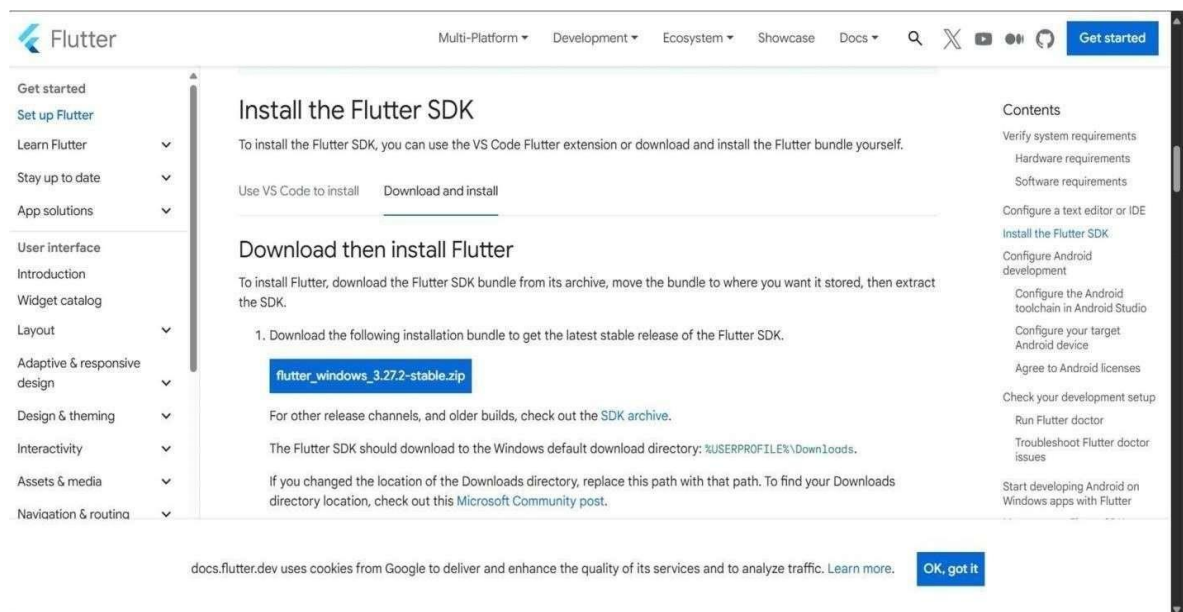 Flutter
Multi-Platform
Development
Ecosystem
Showcase
Docs
Get started
Get started
Set up Flutter
Learn Flutter
Stay up to date
App solutions
User interface
Introduction
Widget catalog
Layout
Adaptive & responsive
design
Design & theming
Interactivity
Assets & media
Navigation & routing
Install the Flutter SDK
To install the Flutter SDK, you can use the VS Code Flutter extension or download and install the Flutter bundle yourself.
Use VS Code to install
Download and install
Download then install Flutter
To install Flutter, download the Flutter SDK bundle from its archive, move the bundle to where you want it stored, then extract
the SDK.
1. Download the following installation bundle to get the latest stable release of the Flutter SDK.
flutter_windows_3.27.2-stable.zip
For other release channels, and older builds, check out the SDK archive.
The Flutter SDK should download to the Windows default download directory: %USERPROFILE%\Downloads.
If you changed the location of the Downloads directory, replace this path with that path. To find your Downloads
directory location, check out this Microsoft Community post.
Contents
Verify system requirements
Hardware requirements
Software requirements
Configure a text editor or IDE
Install the Flutter SDK
Configure Android
development
Configure the Android
toolchain in Android Studio
Configure your target
Android device
Agree to Android licenses
Check your development setup
Run Flutter doctor
Troubleshoot Flutter doctor
issues
Start developing Android on
Windows apps with Flutter
docs.flutter.dev uses cookies from Google to deliver and enhance the quality of its services and to analyze traffic. Learn more.
OK, got it